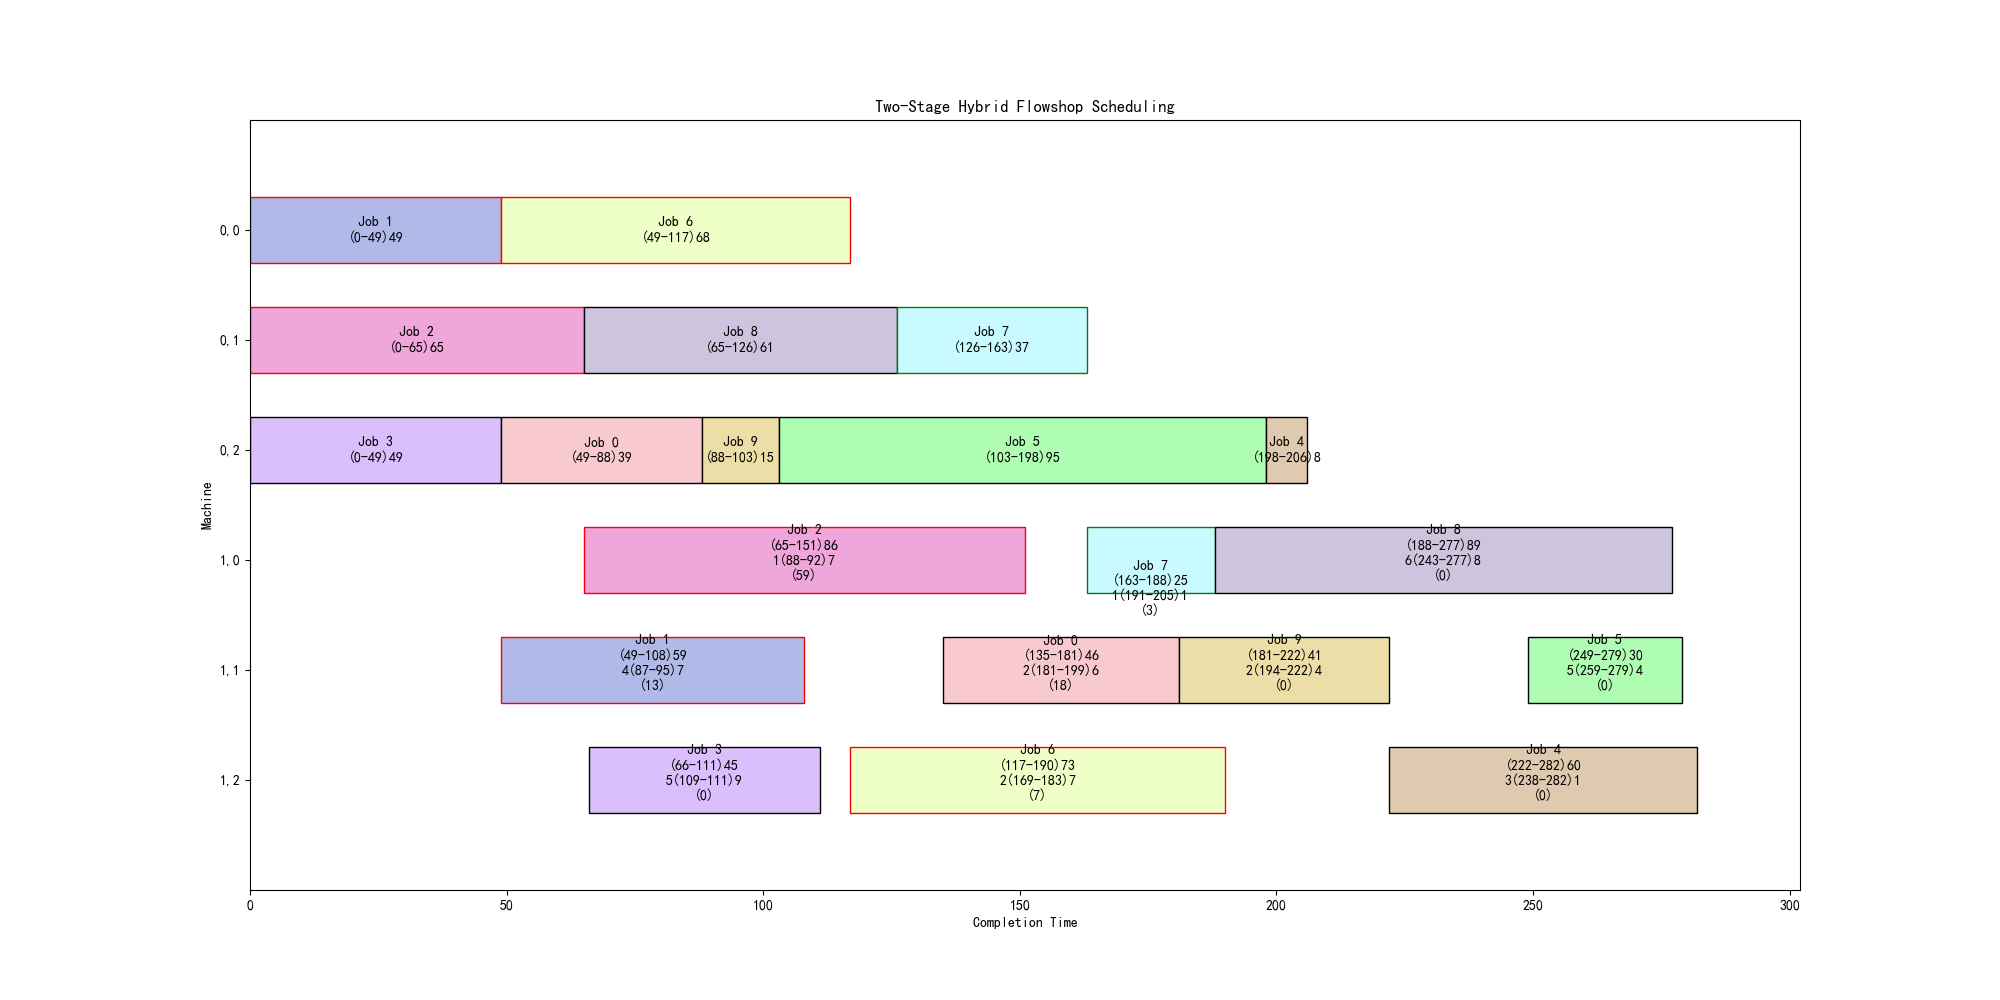 Two-Stage Hybrid Flowshop Scheduling
Machine
0,0
Job 1
(0-49)49
Job 6
(49-117)68
0,1
Job 2
(0-65)65
Job 8
(65-126)61
Job 7
(126-163)37
0,2
Job 3
(0-49)49
Job 0
(49-88)39
Job 9
(88-103)15
Job 5
(103-198)95
Job 4
(198-206)8
1,0
Job 2
(65-151)86
1(88-92)7
(59)
Job 7
(163-188)25
1(191-205)1
(3)
Job 8
(188-277)89
6(243-277)8
(0)
1,1
Job 1
(49-108)59
4(87-95)7
(13)
Job 0
(135-181)46
2(181-199)6
(18)
Job 9
(181-222)41
2(194-222)4
(0)
Job 5
(249-279)30
5(259-279)4
(0)
1,2
Job 3
(66-111)45
5(109-111)9
(0)
Job 6
(117-190)73
2(169-183)7
(7)
Job 4
(222-282)60
3(238-282)1
(0)
0 50 100 150 200 250 300
Completion Time